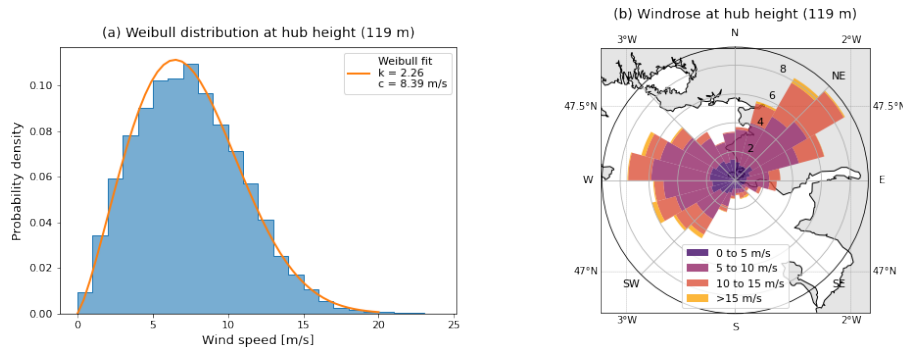 (a) Weibull distribution at hub height (119 m)
Probability density
0.10
0.08
0.06
0.04
0.02
0.00
Weibull fit
k = 2.26
c = 8.39 m/s
0
5
10
15
20
25
Wind speed [m/s]
(b) Windrose at hub height (119 m)
3°W
N
2°W
8
NE
6
47.5°N
47.5°N
4
2
W
E
0 to 5 m/s
5 to 10 m/s
10 to 15 m/s
>15 m/s
47°N
47°N
SW
SE
3°W
S
2°W